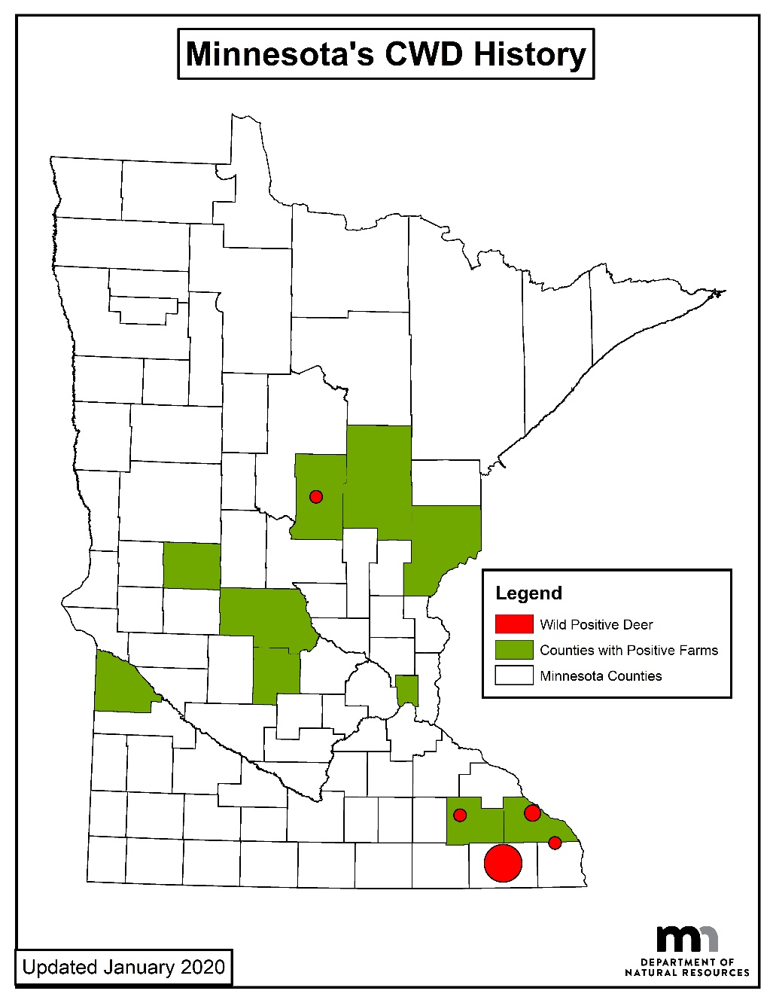 Minnesota's CWD History
Legend
Wild Positive Deer
Counties with Positive Farms
Minnesota Counties
Updated January 2020
mn
DEPARTMENT OF
NATURAL RESOURCES